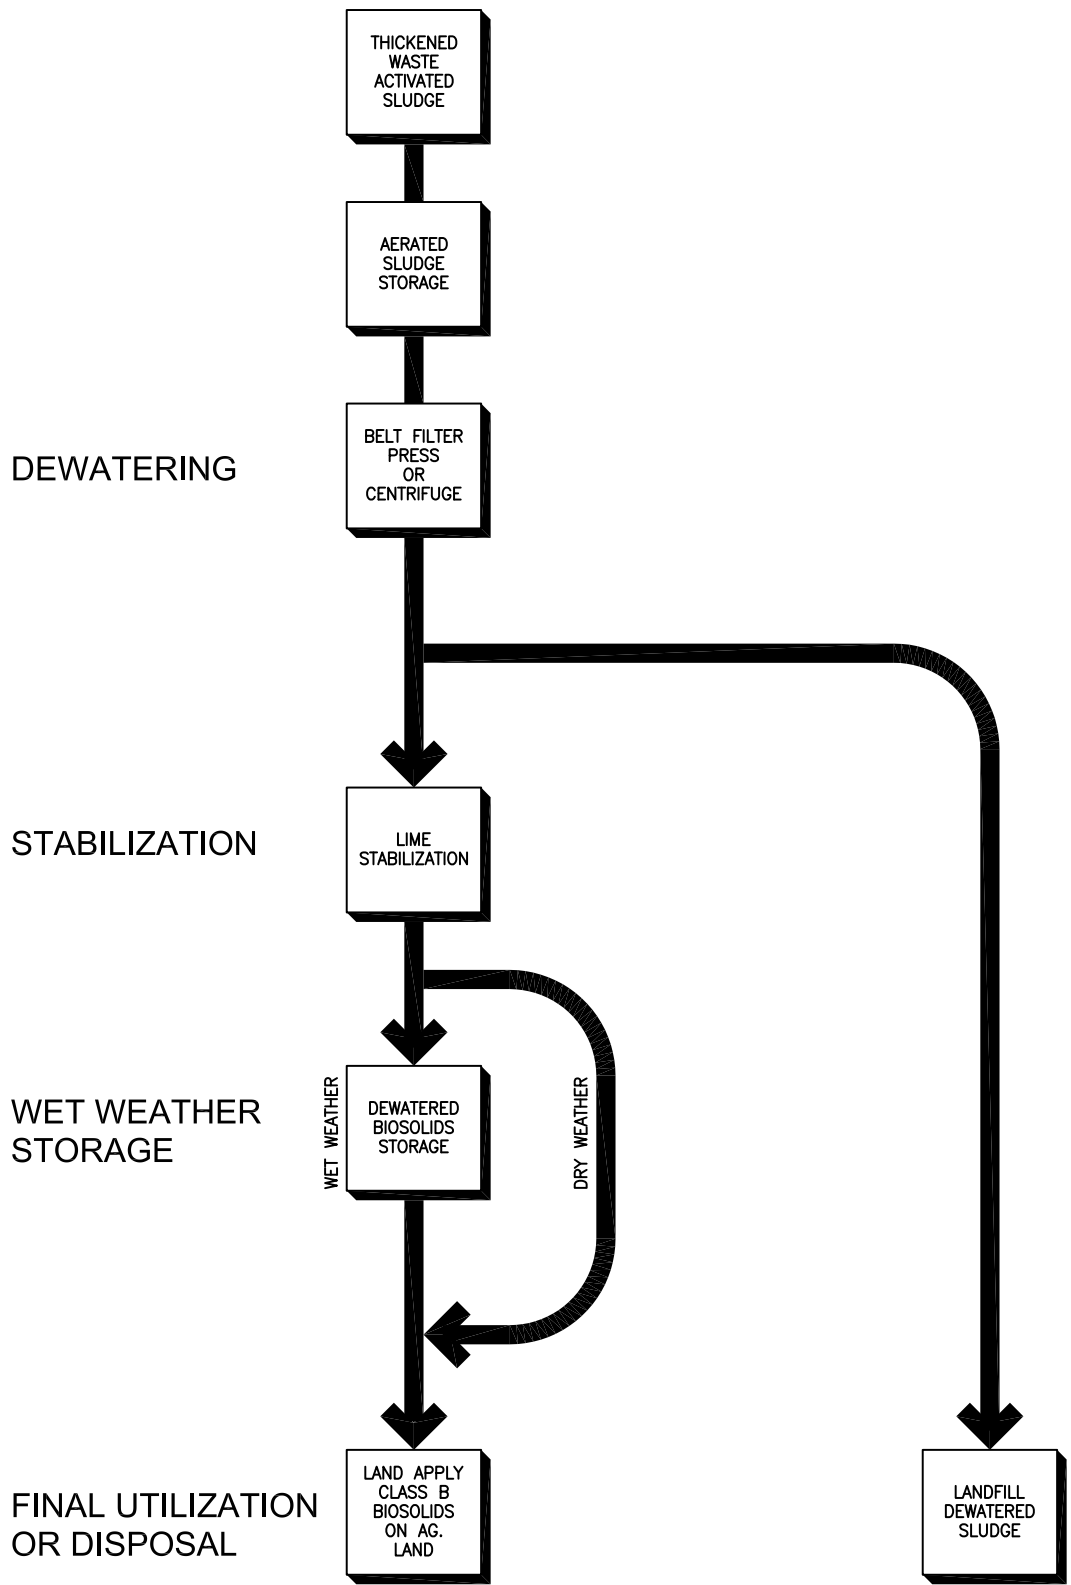 THICKENED
WASTE
ACTIVATED
SLUDGE
AERATED
SLUDGE
STORAGE
DEWATERING
BELT FILTER
PRESS
OR
CENTRIFUGE
STABILIZATION
LIME
STABILIZATION
WET WEATHER
STORAGE
WET WEATHER
DEWATERED
BIOSOLIDS
STORAGE
DRY WEATHER
FINAL UTILIZATION
OR DISPOSAL
LAND APPLY
CLASS B
BIOSOLIDS
ON AG.
LAND
LANDFILL
DEWATERED
SLUDGE